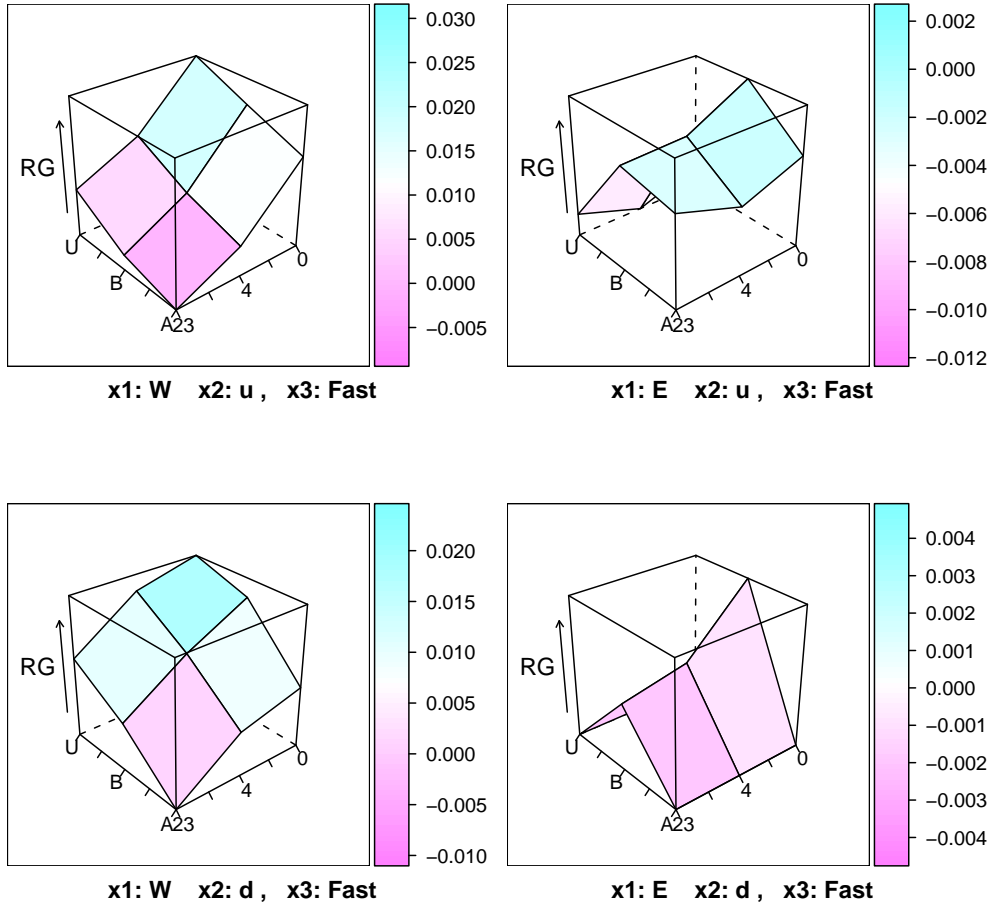 0.030
0.025
0.020
0.015
0.010
0.005
0.000
−0.005
RG
U
B
A23
4
0
x1: W x2: u , x3: Fast
0.002
0.000
−0.002
−0.004
−0.006
−0.008
−0.010
−0.012
RG
U
B
A23
4
0
x1: E x2: u , x3: Fast
0.020
0.015
0.010
0.005
0.000
−0.005
−0.010
RG
U
B
A23
4
0
x1: W x2: d , x3: Fast
0.004
0.003
0.002
0.001
0.000
−0.001
−0.002
−0.003
−0.004
RG
U
B
A23
4
0
x1: E x2: d , x3: Fast